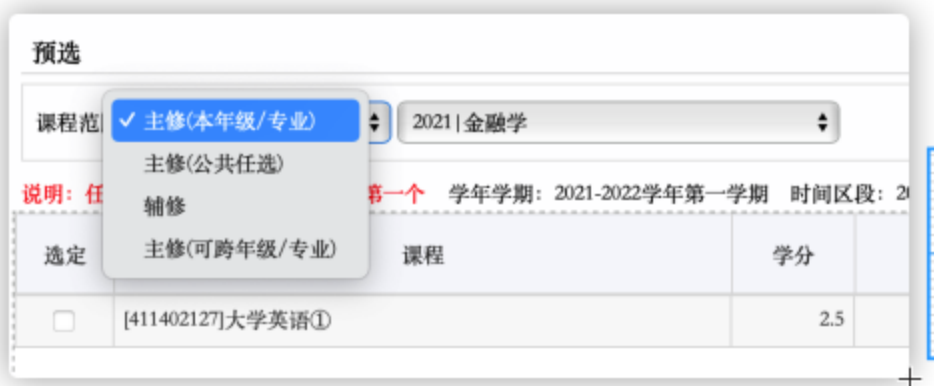 预选
课程范
✓ 主修(本年级/专业)
2021|金融学
主修(公共任选)
说明：任
第一个 学年学期：2021-2022学年第一学期 时间区段：
辅修
主修(可跨年级/专业)
选定 课程 学分
[411402127]大学英语① 2.5